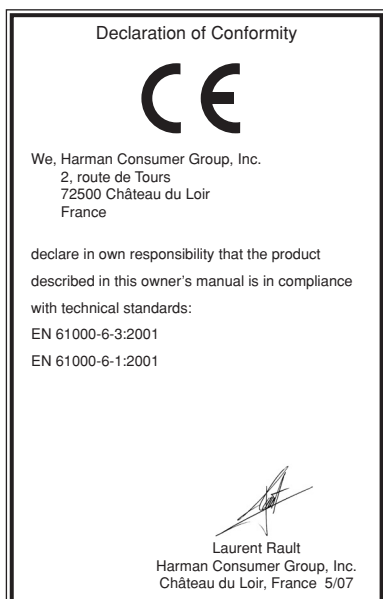 Declaration of Conformity
CE
We, Harman Consumer Group, Inc.
2, route de Tours
72500 Château du Loir
France
declare in own responsibility that the product
described in this owner’s manual is in compliance
with technical standards:
EN 61000-6-3:2001
EN 61000-6-1:2001
Laurent Rault
Harman Consumer Group, Inc.
Château du Loir, France 5/07